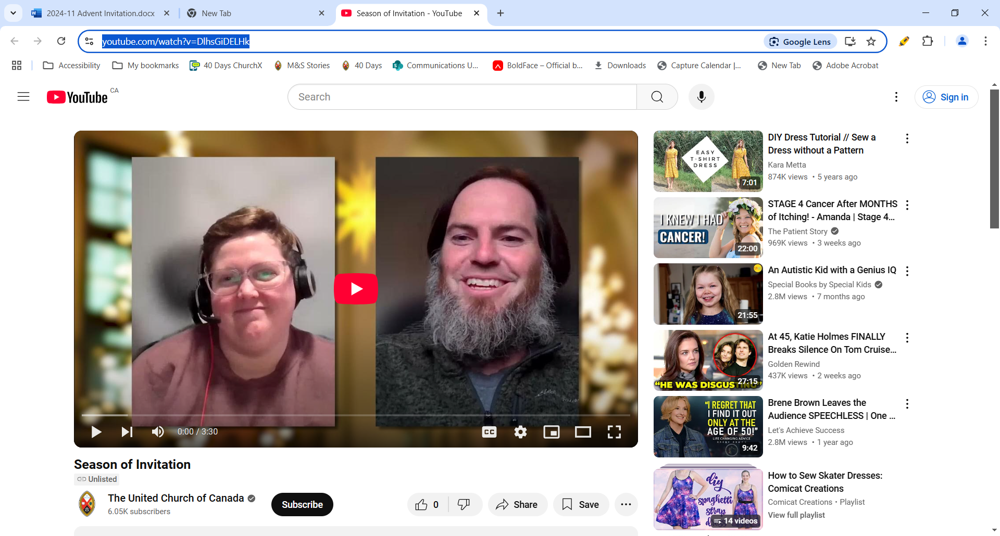 2024-11 Advent Invitation.docx
New Tab
Season of Invitation - YouTube
youtube.com/watch?v=DlhsGiDELHk
Google Lens
Accessibility
My bookmarks
40 Days ChurchX
M&S Stories
40 Days
Communications U...
BoldFace – Official b...
Downloads
Capture Calendar |...
New Tab
Adobe Acrobat
YouTube CA
Search
Sign in
0:00 / 3:30
CC
Season of Invitation
Unlisted
The United Church of Canada
6.05K subscribers
Subscribe
0
Share
Save
EASY
T-SHIRT
DRESS
7:01
DIY Dress Tutorial // Sew a
Dress without a Pattern
Kara Metta
874K views • 5 years ago
I KNEW I HAD
CANCER!
22:00
STAGE 4 Cancer After MONTHS
of Itching! - Amanda | Stage 4...
The Patient Story
969K views • 3 weeks ago
21:55
An Autistic Kid with a Genius IQ
Special Books by Special Kids
2.8M views • 7 months ago
"HE WAS DISGUSTING"
27:15
At 45, Katie Holmes FINALLY
Breaks Silence On Tom Cruise...
Golden Rewind
437K views • 2 weeks ago
"I REGRET THAT
I FIND IT OUT
ONLY AT THE
AGE OF 50!"
LIFE CHANGING ADVICE
9:42
Brene Brown Leaves the
Audience SPEECHLESS | One ...
Let's Achieve Success
2.8M views • 1 year ago
diy
spaghetti
strap
14 videos
How to Sew Skater Dresses:
Comicat Creations
Comicat Creations • Playlist
View full playlist